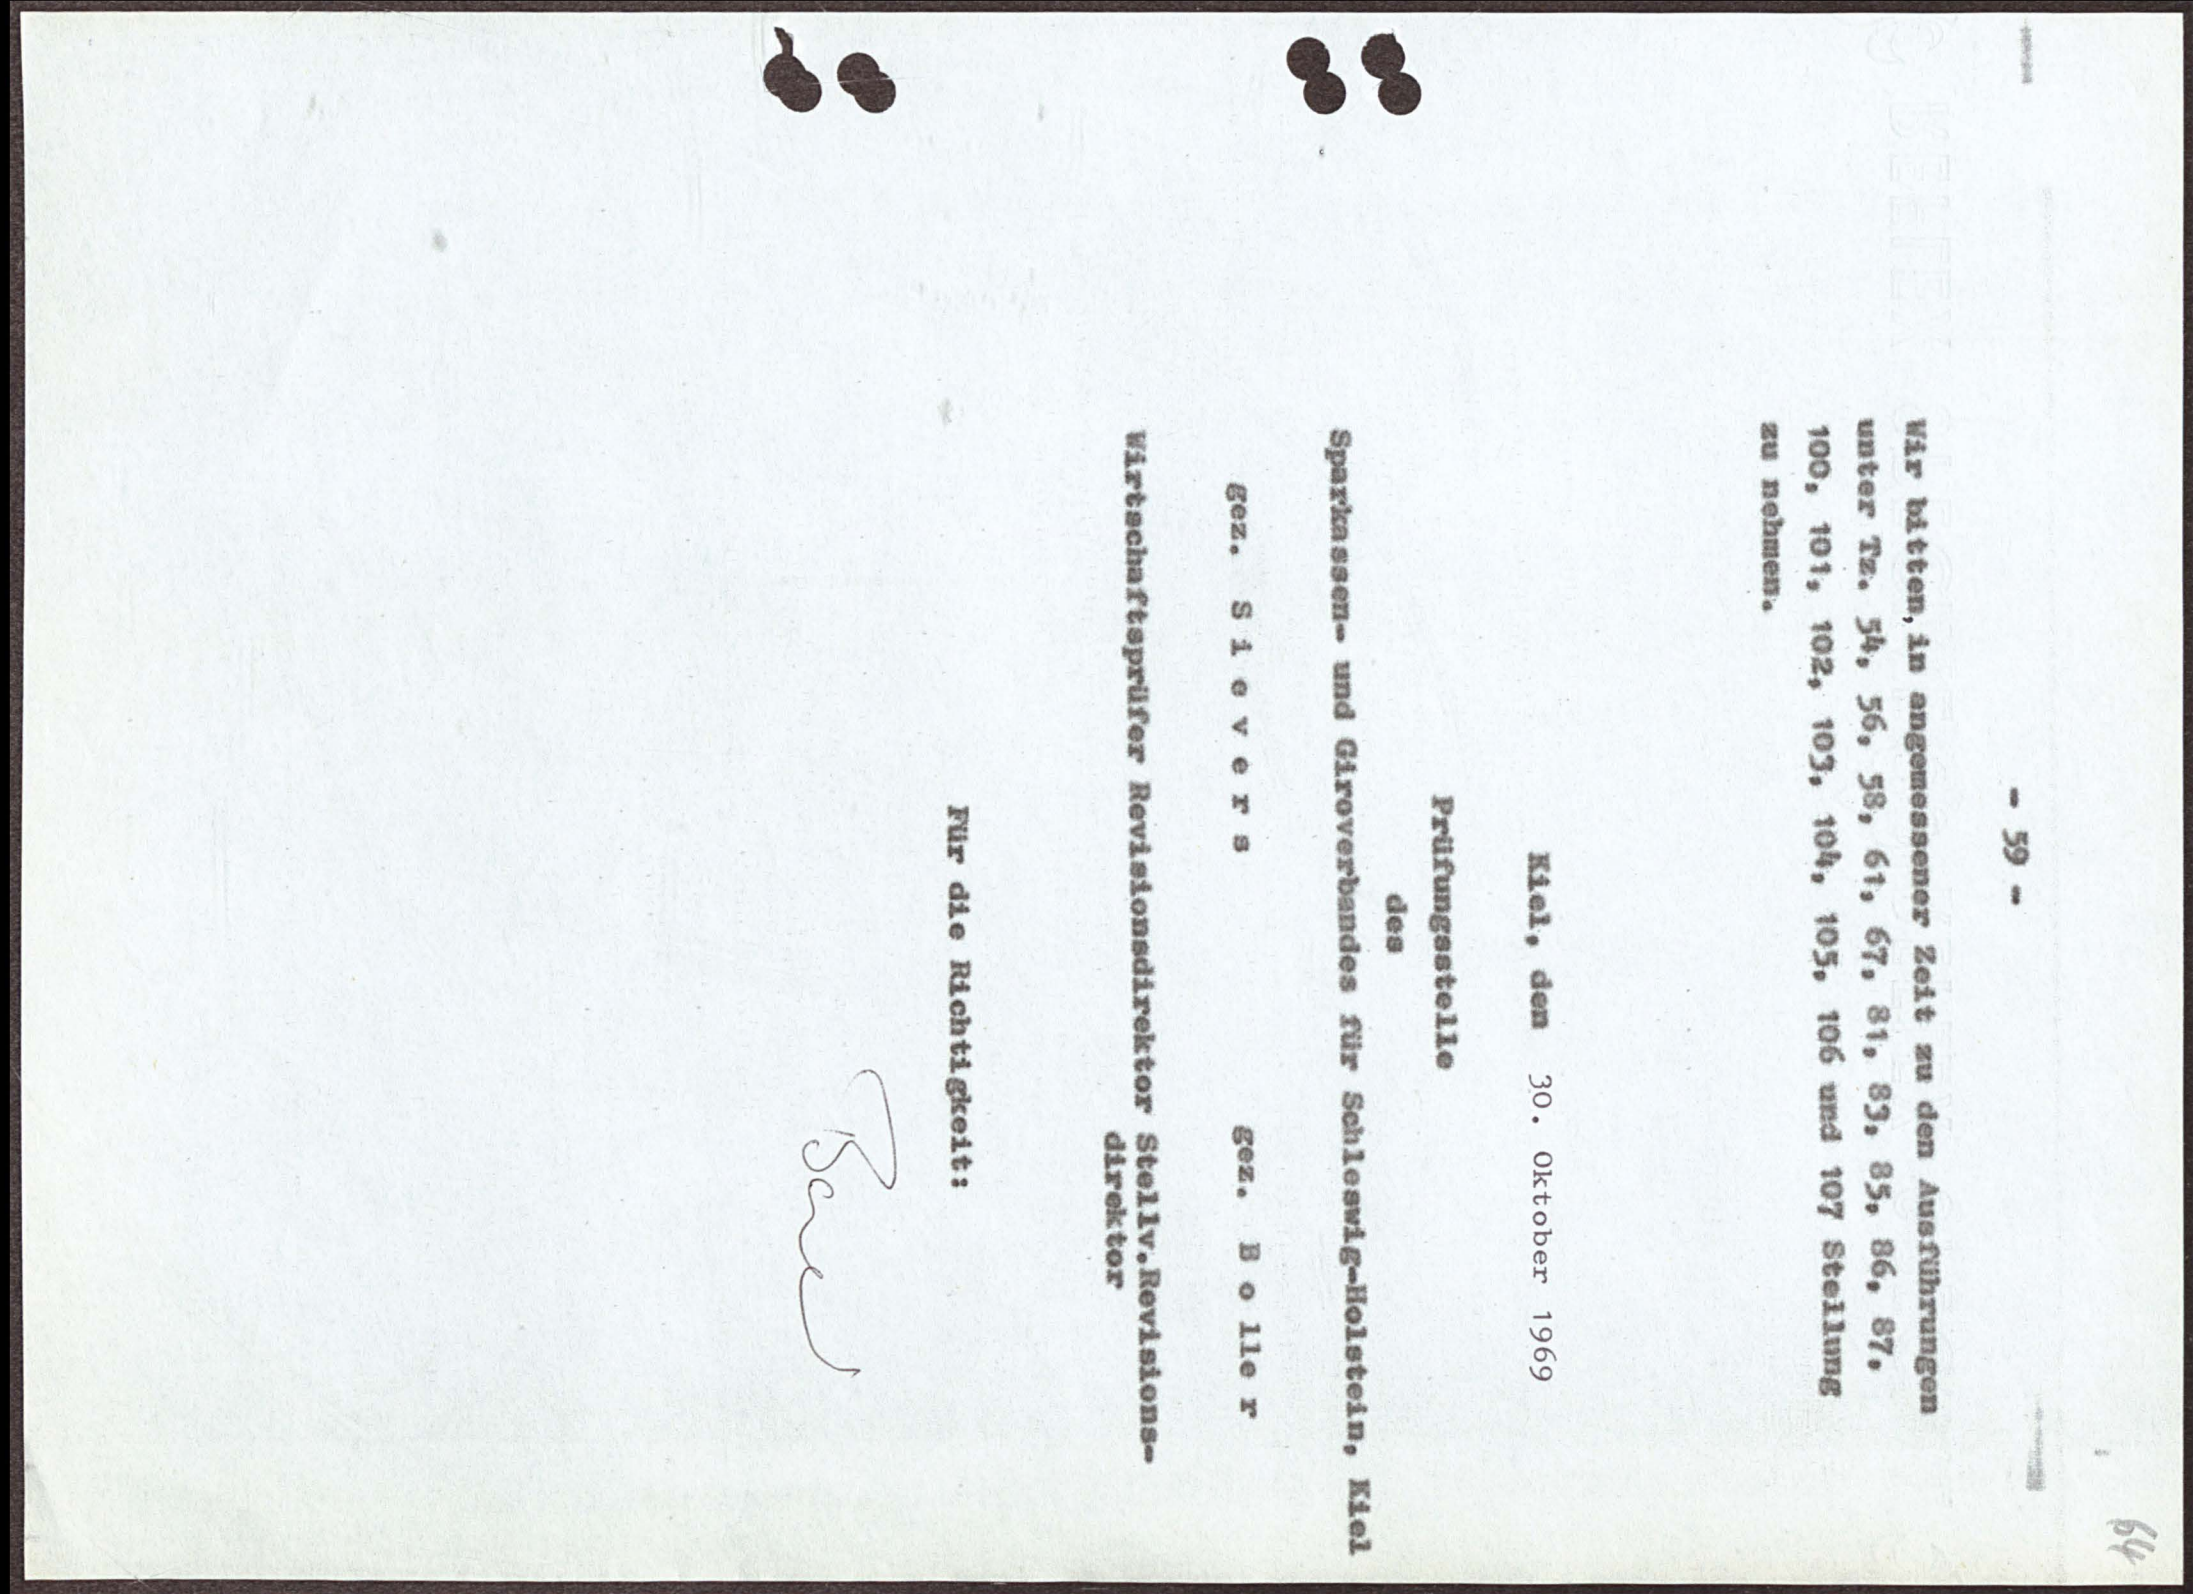 64
- 59 -
Wir bitten, in angemessener Zeit zu den Ausführungen
unter Tz. 54, 56, 58, 61, 67, 81, 83, 85, 86, 87,
100, 101, 102, 103, 104, 105, 106 und 107 Stellung
zu nehmen.
Kiel, den 30. Oktober 1969
Prüfungsstelle
des
Sparkassen- und Giroverbandes für Schleswig-Holstein, Kiel
gez. S i e v e r s gez. B o lle r
Wirtschaftsprüfer Revisionsdirektor Stellv.Revisions-
direktor
Für die Richtigkeit: